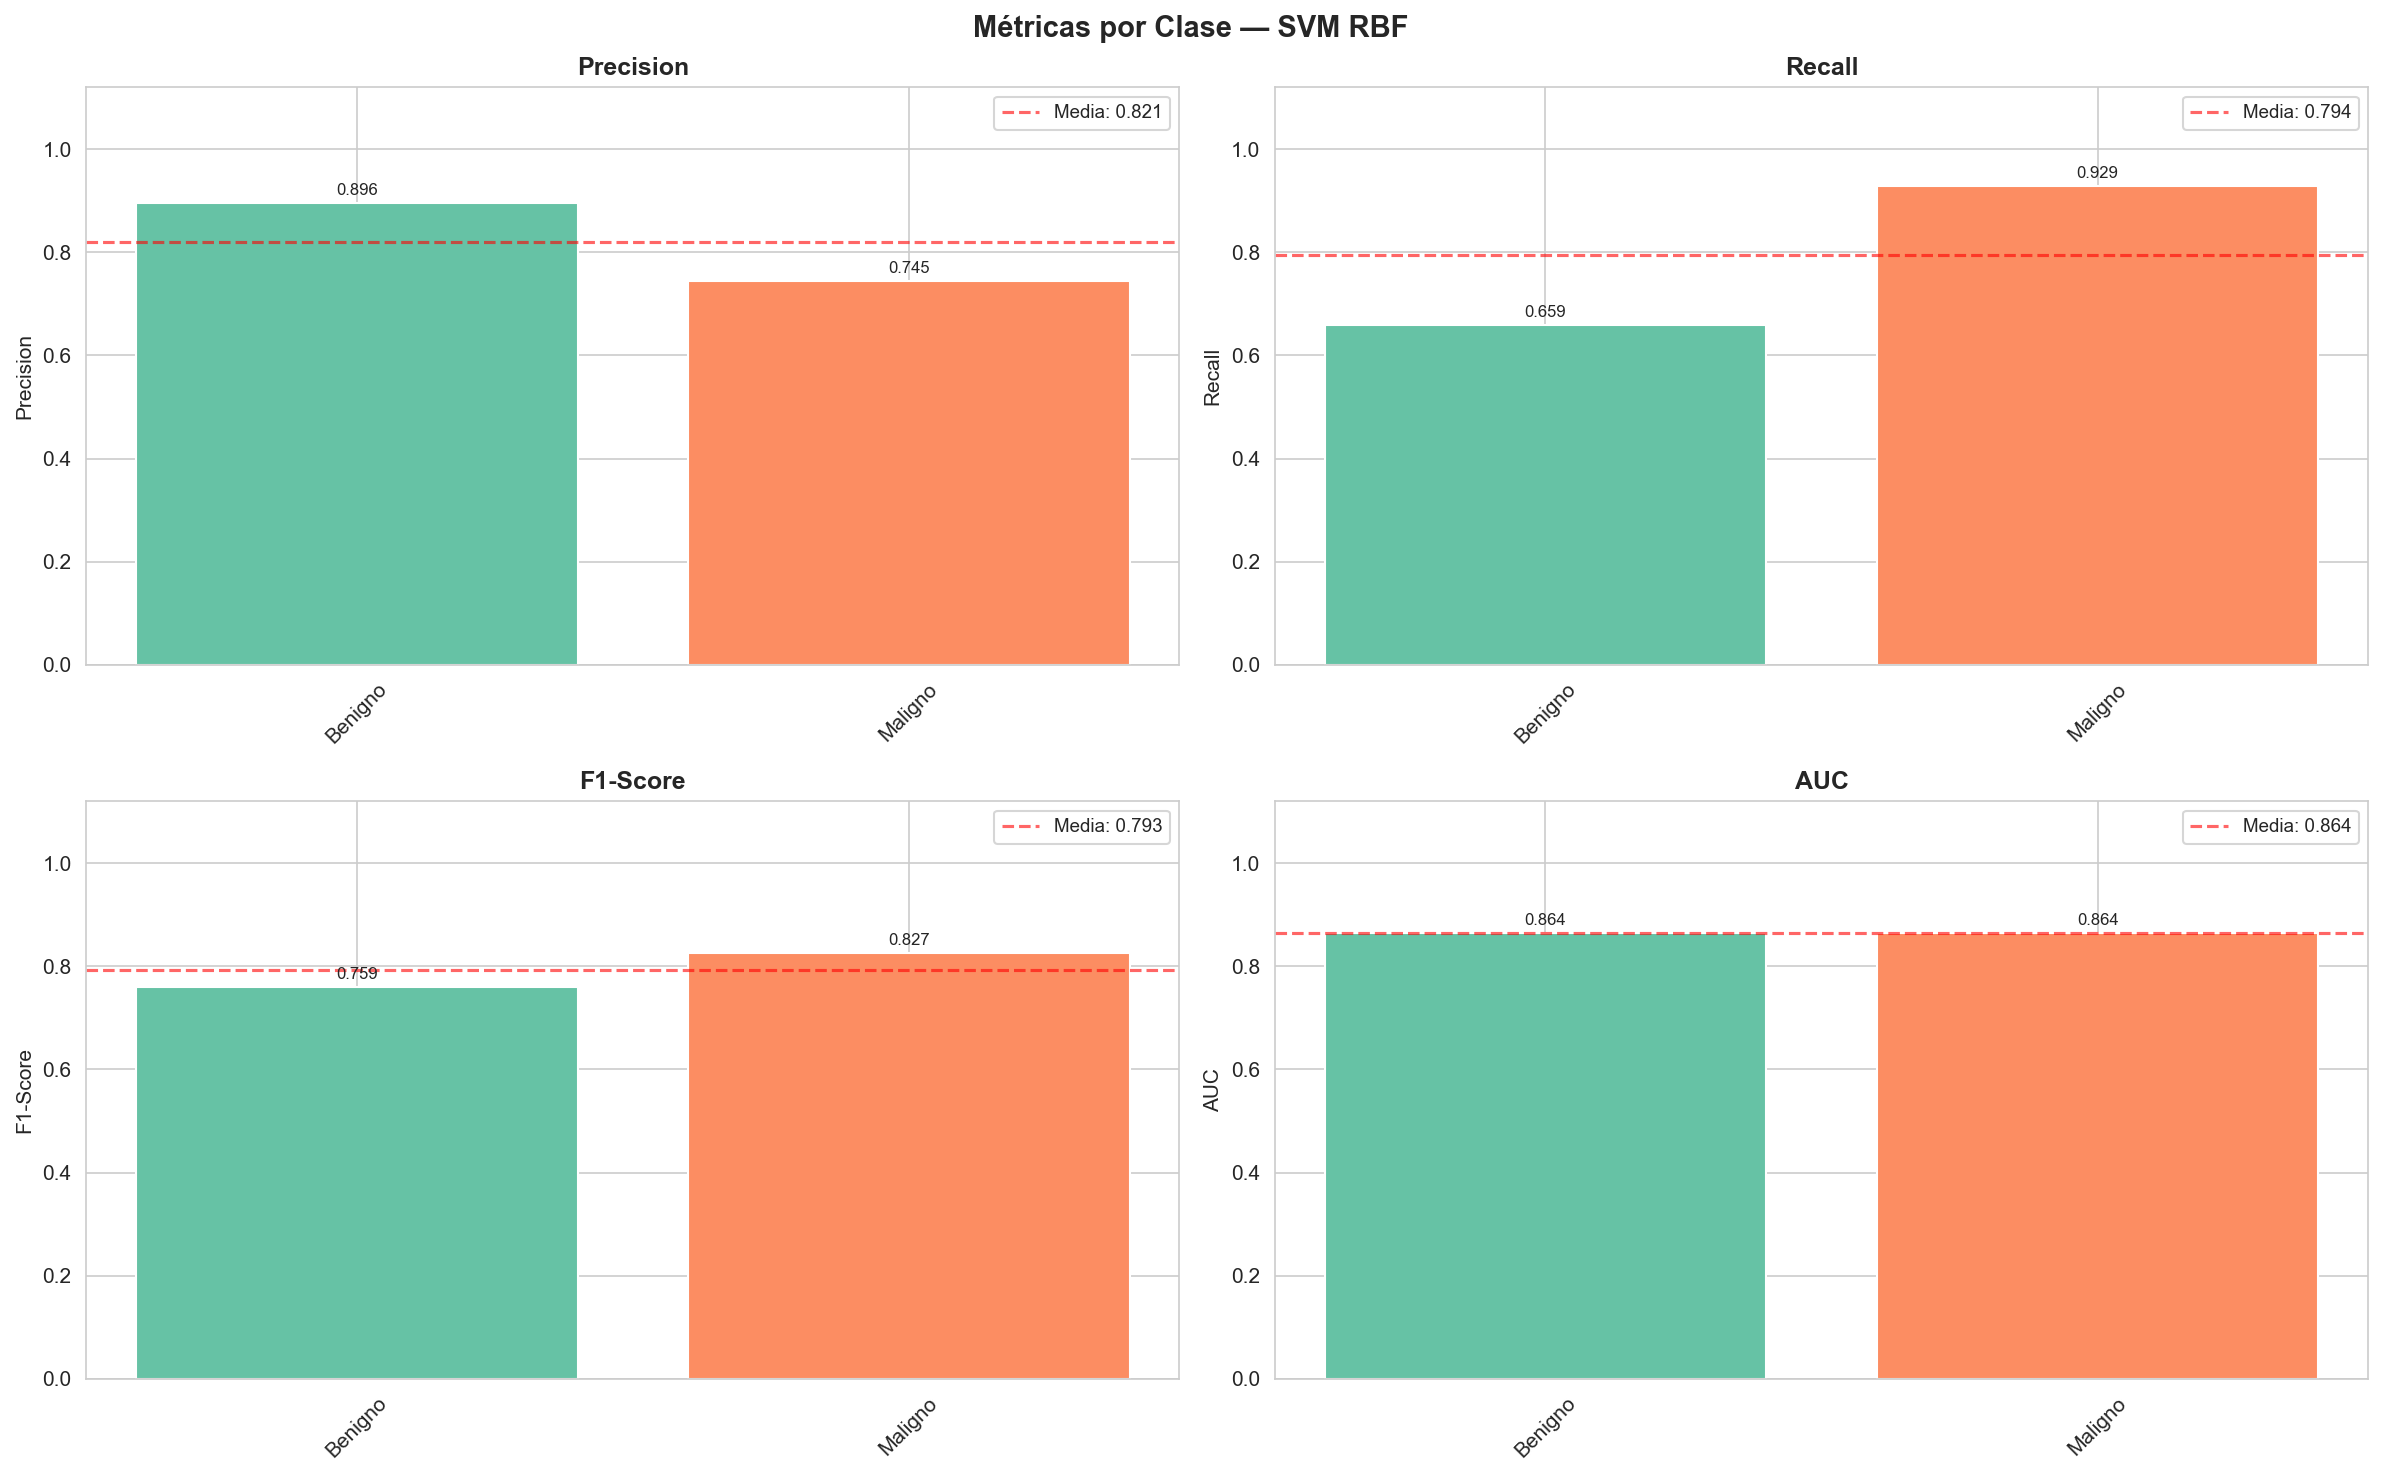 Métricas por Clase — SVM RBF
Precision
Media: 0.821
1.0
0.8
0.6
0.4
0.2
0.0
Precision
0.896
0.745
Benigno
Maligno
Recall
Media: 0.794
1.0
0.8
0.6
0.4
0.2
0.0
Recall
0.659
0.929
Benigno
Maligno
F1-Score
Media: 0.793
1.0
0.8
0.6
0.4
0.2
0.0
F1-Score
0.759
0.827
Benigno
Maligno
AUC
Media: 0.864
1.0
0.8
0.6
0.4
0.2
0.0
AUC
0.864
0.864
Benigno
Maligno